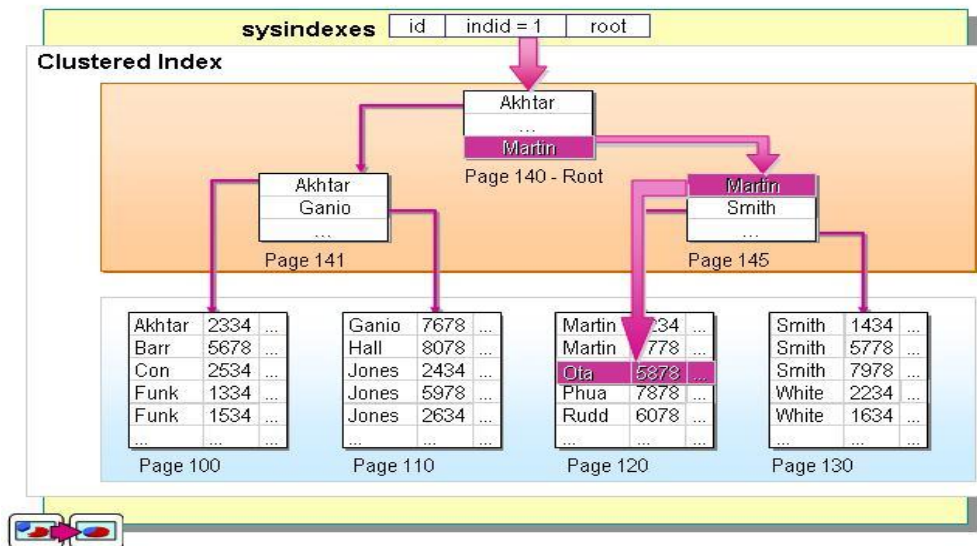 sysindexes id indid = 1 root
Clustered Index
Akhtar
...
Martin
Page 140 - Root
Akhtar
Ganio
...
Page 141
Martin
Smith
...
Page 145
Akhtar 2334 ...
Barr 5678 ...
Con 2534 ...
Funk 1334 ...
Funk 1534 ...
... ... ...
Page 100
Ganio 7678 ...
Hall 8078 ...
Jones 2434 ...
Jones 5978 ...
Jones 2634 ...
... ... ...
Page 110
Martin 234 ...
Martin 778 ...
Ota 5878 ...
Phua 7878 ...
Rudd 6078 ...
... ... ...
Page 120
Smith 1434 ...
Smith 5778 ...
Smith 7978 ...
White 2234 ...
White 1634 ...
... ... ...
Page 130